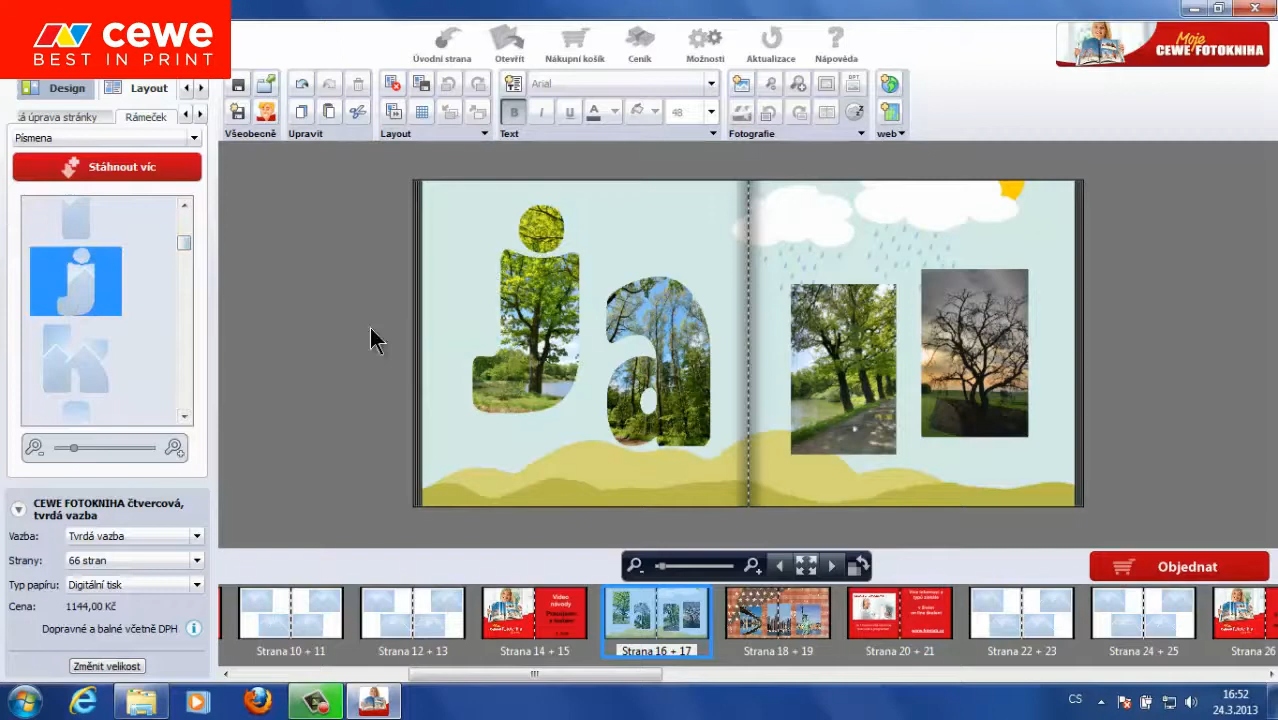 cewe
BEST IN PRINT
Úvodní strana
Otevřít
Nákupní košík
Ceník
Možnosti
Aktualizace
Nápověda
Moje
CEWE FOTOKNIHA
Design
Layout
á úprava stránky
Rámeček
Písmena
Stáhnout víc
Arial
B
I
U
A
48
Všeobecně
Upravit
Layout
Text
Fotografie
web
ja
CEWE FOTOKNIHA čtvercová,
tvrdá vazba
Vazba:
Tvrdá vazba
Strany:
66 stran
Typ papíru:
Digitální tisk
Cena:
1144,00 Kč
Dopravné a balné včetně DPH
Změnit velikost
Objednat
Video
návody
Strana 10 + 11
Strana 12 + 13
Strana 14 + 15
Strana 16 + 17
Strana 18 + 19
Strana 20 + 21
Strana 22 + 23
Strana 24 + 25
Strana 26
CS
16:52
24.3.2013